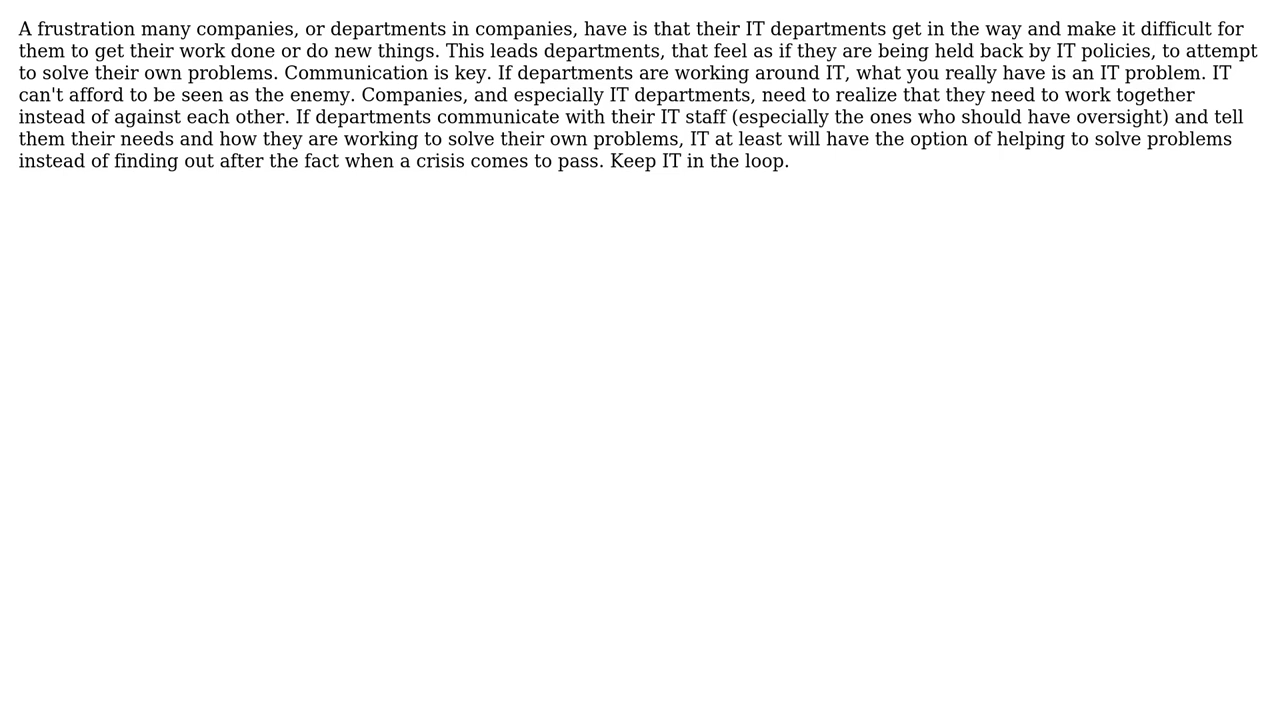 A frustration many companies, or departments in companies, have is that their IT departments get in the way and make it difficult for
them to get their work done or do new things. This leads departments, that feel as if they are being held back by IT policies, to attempt
to solve their own problems. Communication is key. If departments are working around IT, what you really have is an IT problem. IT
can't afford to be seen as the enemy. Companies, and especially IT departments, need to realize that they need to work together
instead of against each other. If departments communicate with their IT staff (especially the ones who should have oversight) and tell
them their needs and how they are working to solve their own problems, IT at least will have the option of helping to solve problems
instead of finding out after the fact when a crisis comes to pass. Keep IT in the loop.